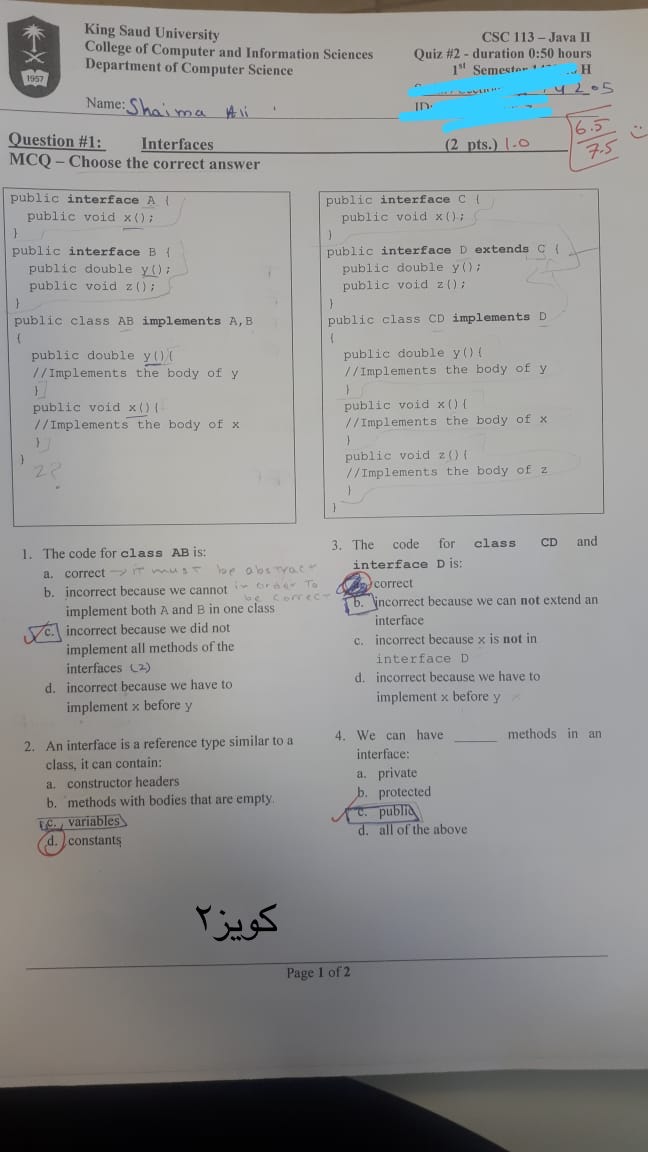 King Saud University
College of Computer and Information Sciences
Department of Computer Science
1957
CSC 113 – Java II
Quiz #2 - duration 0:50 hours
1st Semester H
4205
ID:
Name: Shaima Ali
6.5
7.5
Question #1: Interfaces (2 pts.) 1.0
MCQ – Choose the correct answer
public interface A {
public void x();
}
public interface B {
public double y();
public void z();
}
public class AB implements A,B
{
public double y(){
//Implements the body of y
}
public void x(){
//Implements the body of x
}
}
z?
public interface C {
public void x();
}
public interface D extends C {
public double y();
public void z();
}
public class CD implements D
{
public double y(){
//Implements the body of y
}
public void x(){
//Implements the body of x
}
public void z(){
//Implements the body of z
}
}
1. The code for class AB is:
a. correct → it must be abstract
in order to
be correct
b. incorrect because we cannot
implement both A and B in one class
c. incorrect because we did not
implement all methods of the
interfaces (z)
d. incorrect because we have to
implement x before y
2. An interface is a reference type similar to a
class, it can contain:
a. constructor headers
b. methods with bodies that are empty.
c. variables
d. constants
3. The code for class CD and
interface D is:
correct
b. incorrect because we can not extend an
interface
c. incorrect because x is not in
interface D
d. incorrect because we have to
implement x before y
4. We can have ______ methods in an
interface:
a. private
b. protected
c. public
d. all of the above
كويز٢
Page 1 of 2